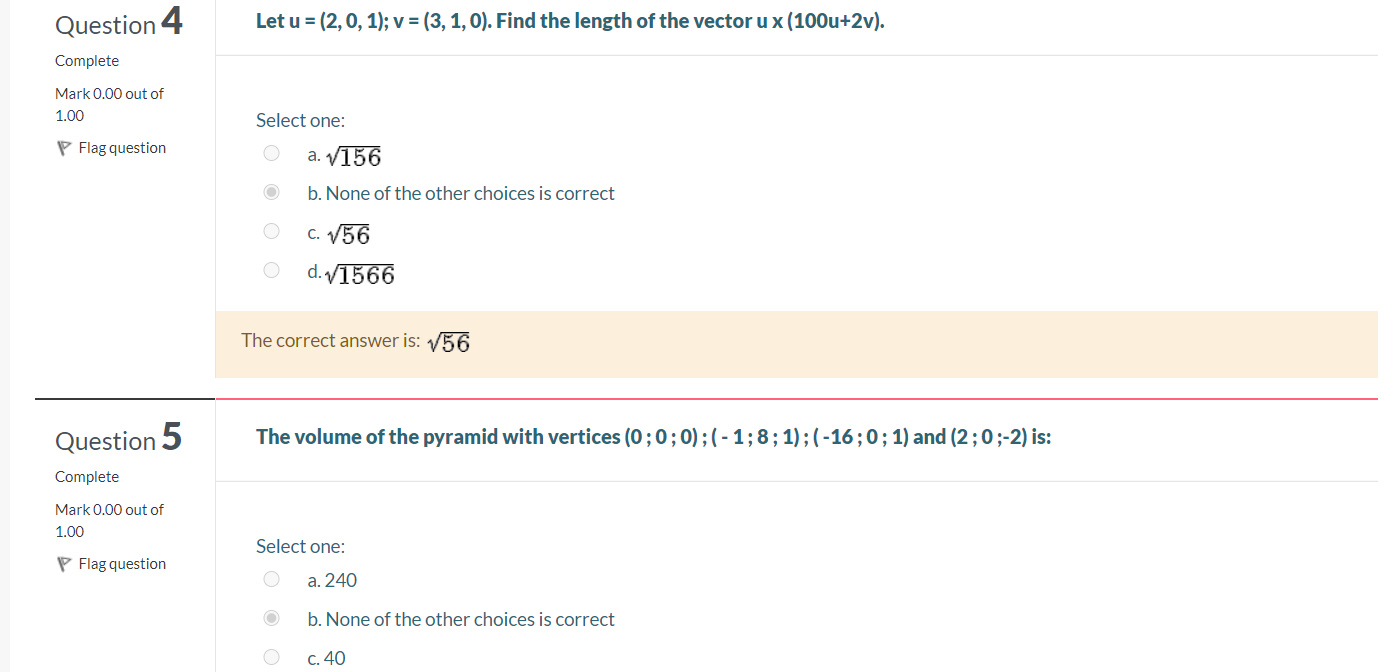 Question 4
Complete
Mark 0.00 out of
1.00
Flag question
Let u = (2, 0, 1); v = (3, 1, 0). Find the length of the vector u x (100u+2v).
Select one:
a. √156
b. None of the other choices is correct
c. √56
d. √1566
The correct answer is: √56
Question 5
Complete
Mark 0.00 out of
1.00
Flag question
The volume of the pyramid with vertices (0 ; 0 ; 0) ; ( - 1 ; 8 ; 1) ; ( -16 ; 0 ; 1) and (2 ; 0 ;-2) is:
Select one:
a. 240
b. None of the other choices is correct
c. 40